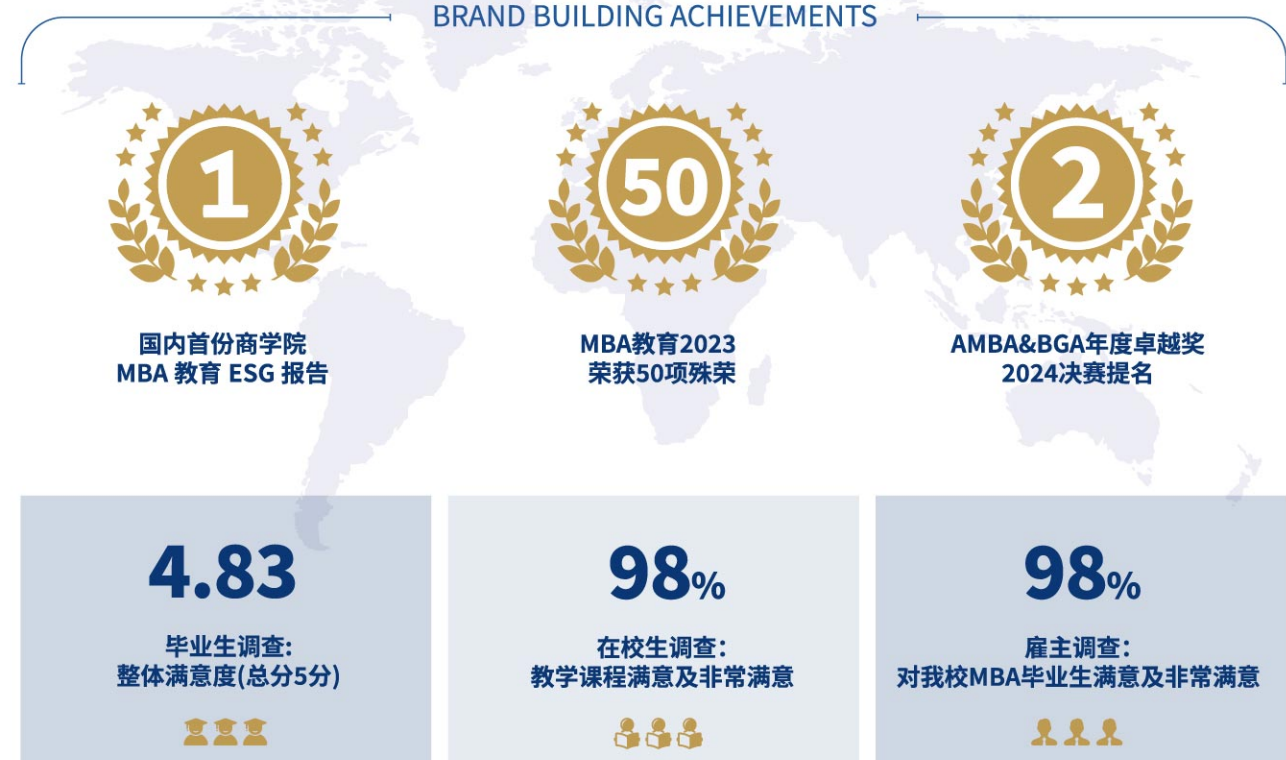 BRAND BUILDING ACHIEVEMENTS
1
国内首份商学院
MBA 教育 ESG 报告
50
MBA教育2023
荣获50项殊荣
2
AMBA&BGA年度卓越奖
2024决赛提名
4.83
毕业生调查:
整体满意度(总分5分)
98%
在校生调查：
教学课程满意及非常满意
98%
雇主调查：
对我校MBA毕业生满意及非常满意